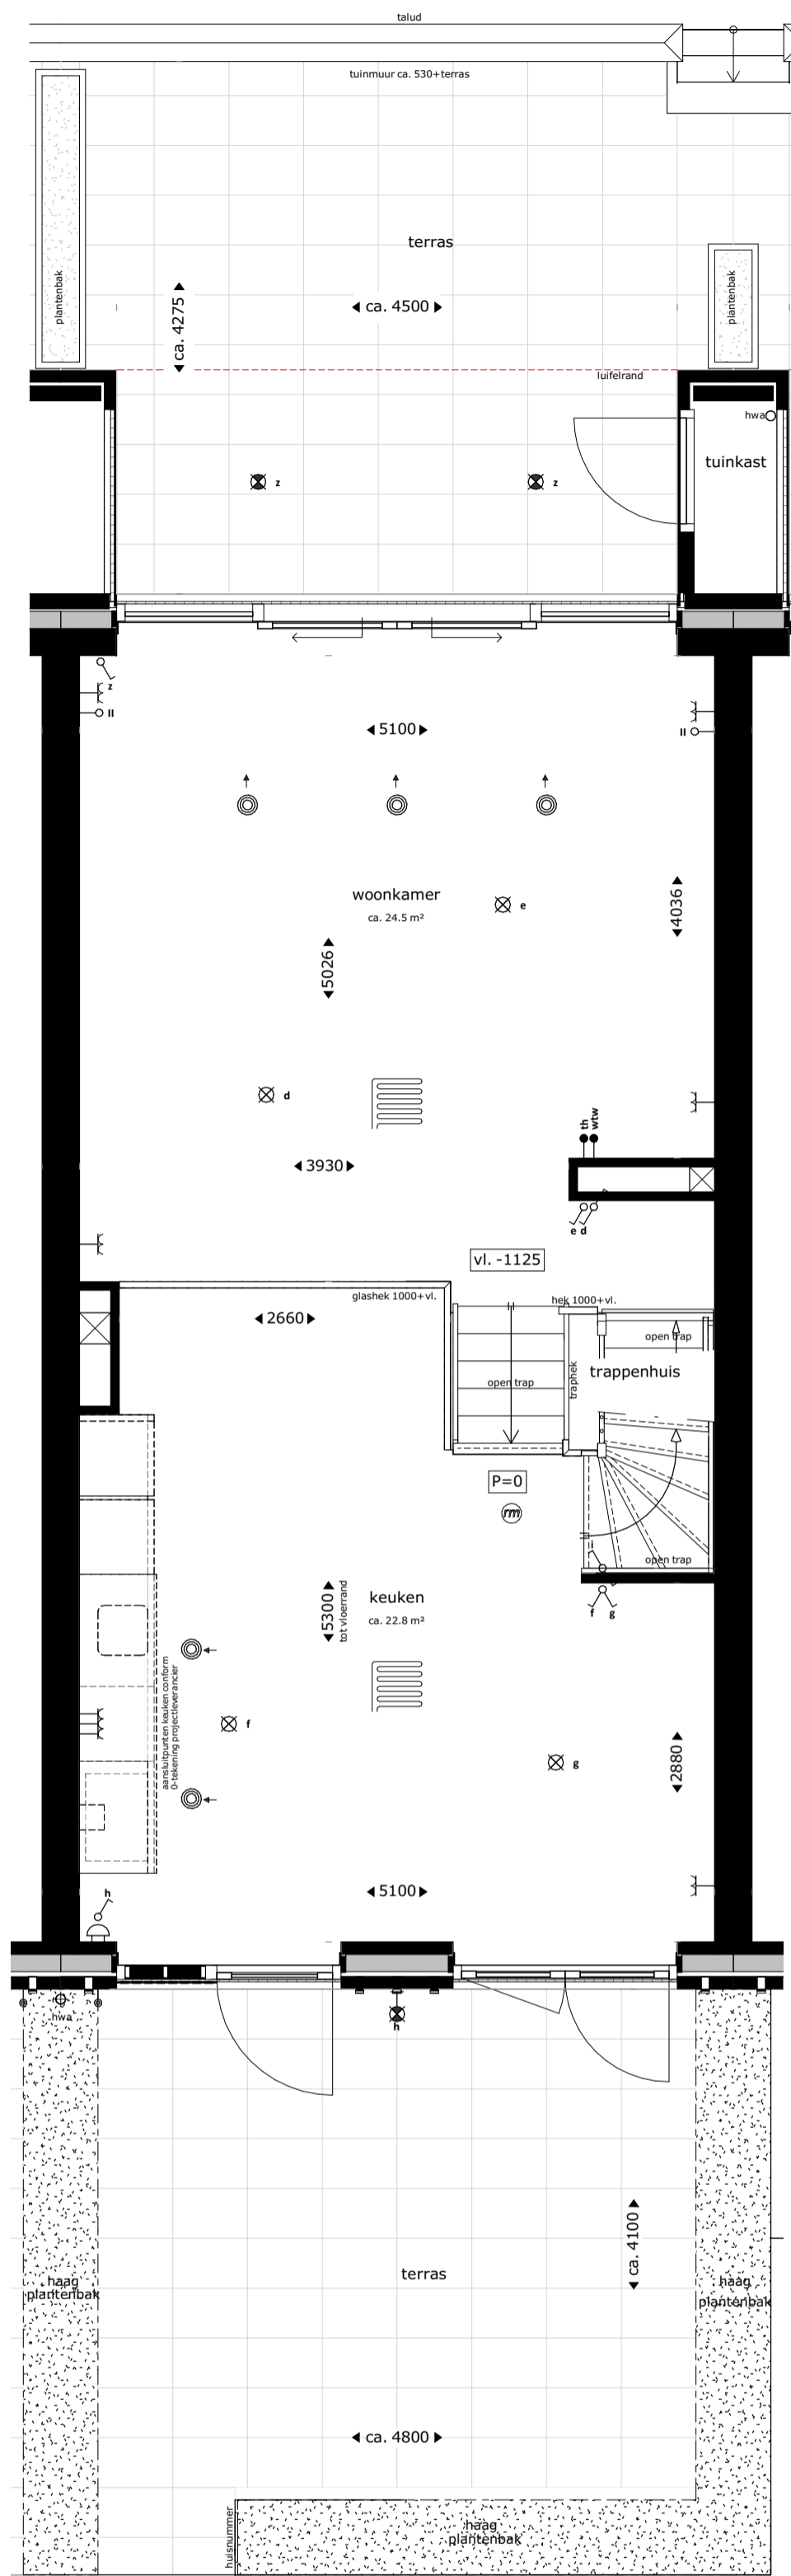 talud
tuinmuur ca. 530+terras
plantenbak
terras
plantenbak
ca. 4275
ca. 4500
luifelrand
hwa
tuinkast
z
z
z
II
5100
II
woonkamer
ca. 24.5 m²
e
4036
5026
d
th
wtw
3930
e d
vl. -1125
glashek 1000+vl.
hek 1000+vl.
2660
open trap
trappenhuis
traphek
open trap
P=0
rm
open trap
i
f g
keuken
ca. 22.8 m²
5300
tot vloerrand
aansluitpunten keuken conform
0-tekening projectleverancier
f
g
2880
5100
h
hwa
h
ca. 4100
terras
haag
plantenbak
haag
plantenbak
ca. 4800
huisnummer
haag
plantenbak